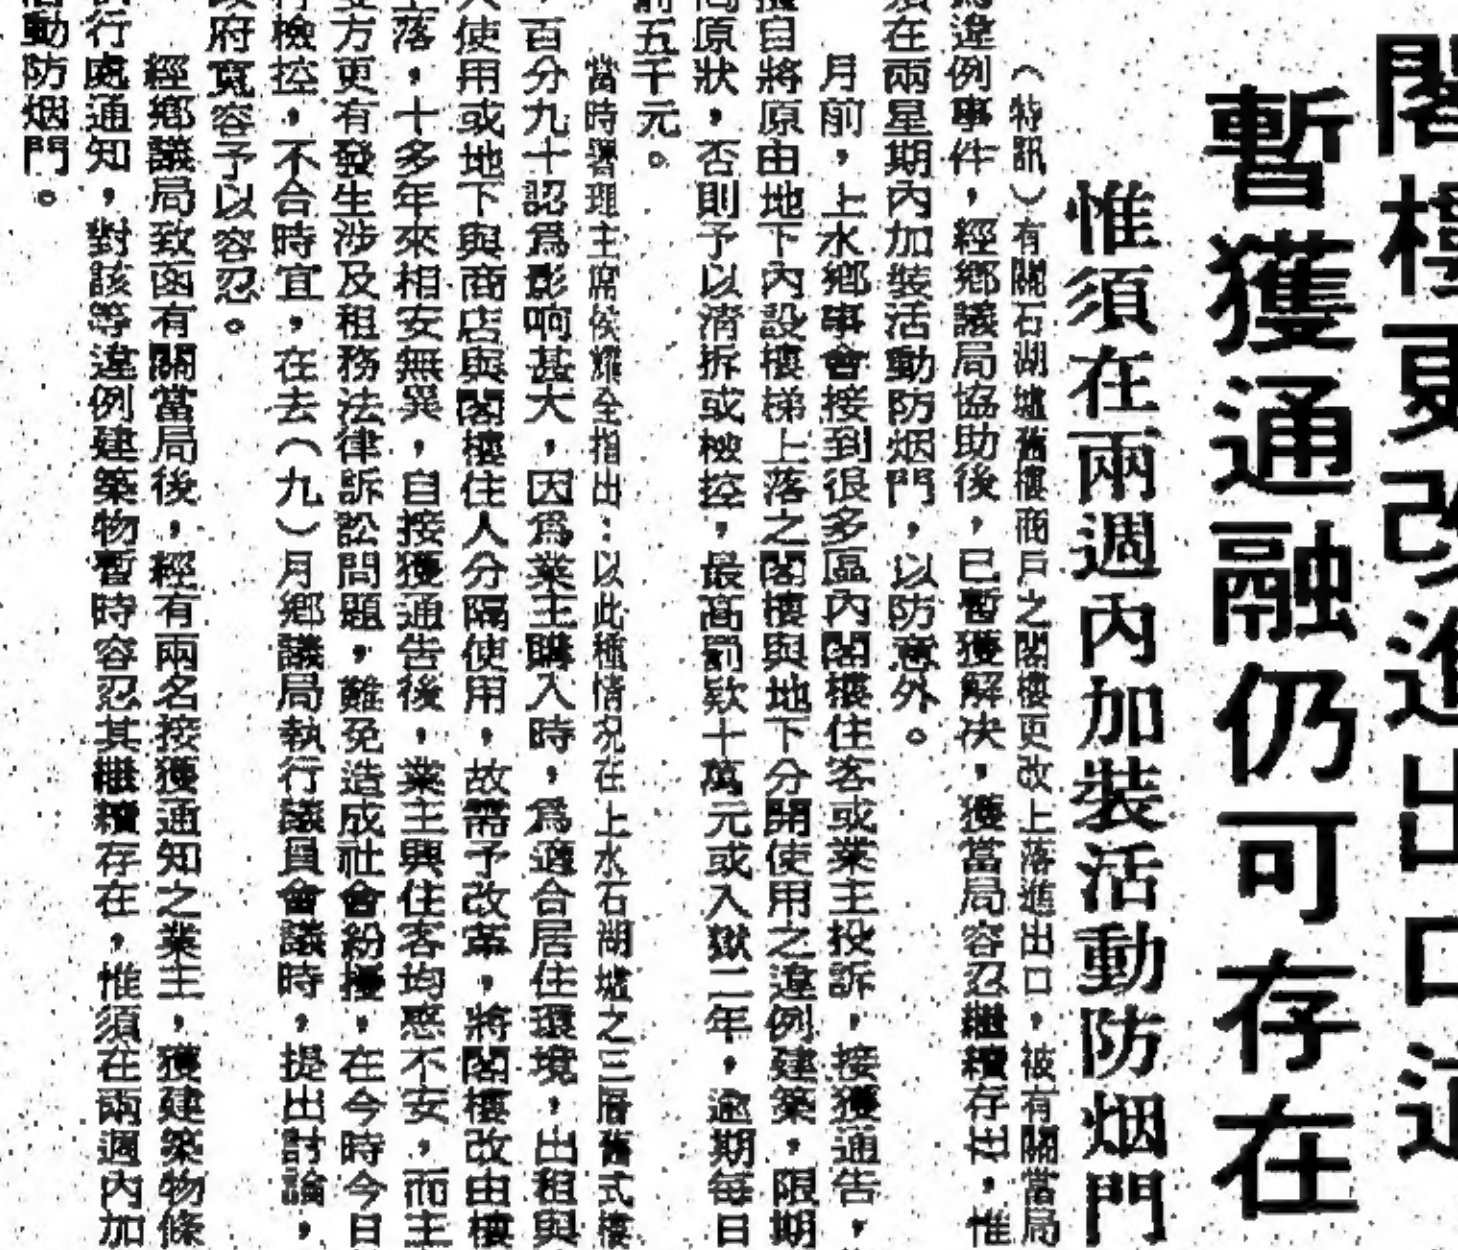 閣樓更改進出口
暫獲通融仍可存在
惟須在兩週內加裝活動防烟門
（特訊）有關石湖墟舊樓商戶之閣樓更改上落進出口，被有關當局
違例事件，經鄉議局協助後，已暫獲解决，獲當局容忍繼續存在，惟
在兩星期內加裝活動防烟門，以防意外。
月前，上水鄉事會接到很多區內閣樓住客或業主投訴，接獲通告，
自將原由地下內設樓梯上落之閣樓與地下分開使用之違例建築，限期
原狀，否則予以清拆或檢控，最高罰欵十萬元或入獄二年，逾期每日
五千元。
當時署理主席侯耀全指出：以此種情况在上水石湖墟之三層舊式樓
百分九十認爲影响甚大，因爲業主購入時，爲適合居住環境，出租與
使用或地下與商店與閣樓住人分隔使用，故需予改革，將閣樓改由樓
落，十多年來相安無異，自接獲通告後，業主與住客均惑不安，而主
方更有發生涉及租務法律訴訟問題，難免造成社會紛擾，在今時今日
檢控，不合時宜，在去（九）月鄉議局執行議員會議時，提出討論，
府寬容予以容忍。
經鄉議局致函有關當局後，經有兩名接獲通知之業主，獲建築物條
行處通知，對該等違例建築物暫時容忍其繼續存在，惟須在兩週內加
動防烟門。